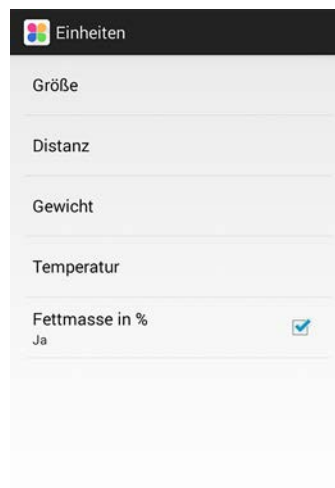 Einheiten
Größe
Distanz
Gewicht
Temperatur
Fettmasse in %
Ja